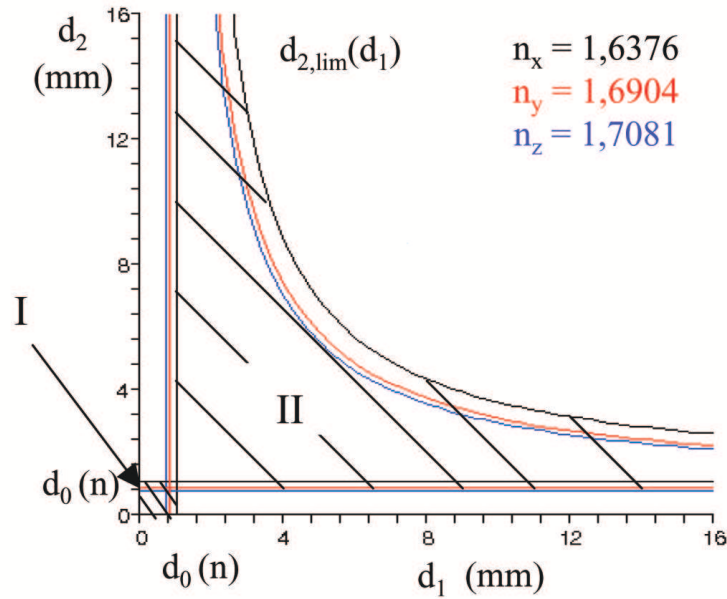 16
d2
(mm)
d2,lim(d1)
nx = 1,6376
ny = 1,6904
nz = 1,7081
12
8
I
4
II
d0 (n)
0
0 4 8 12 16
d0 (n)
d1 (mm)